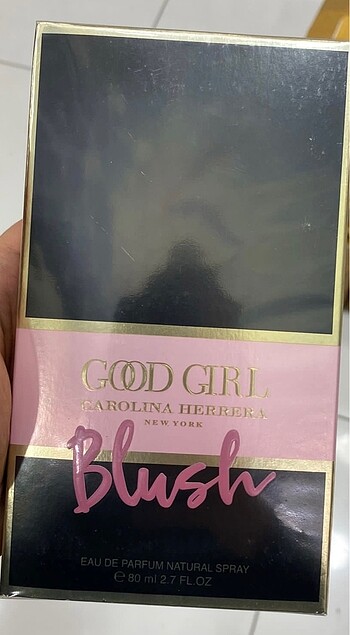 GOOD GIRL
CAROLINA HERRERA
NEW YORK
Blush
EAU DE PARFUM NATURAL SPRAY
℮ 80 ml 2.7 FL.OZ